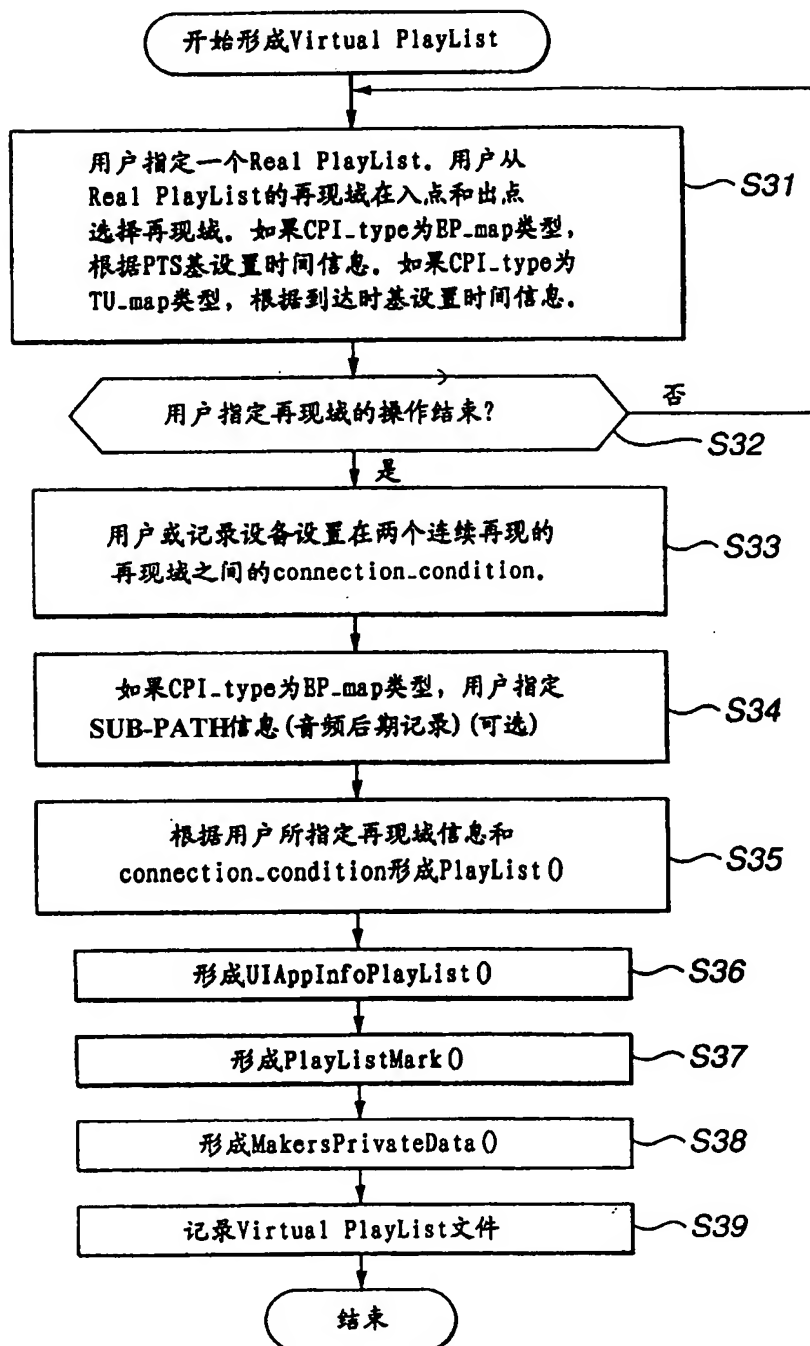 开始形成Virtual PlayList
用户指定一个Real PlayList。用户从
Real PlayList的再现域在入点和出点
选择再现域。如果CPI_type为EP_map类型，
根据PTS基设置时间信息。如果CPI_type为
TU_map类型，根据到达时基设置时间信息。
S31
用户指定再现域的操作结束?
否
S32
是
用户或记录设备设置在两个连续再现的
再现域之间的connection_condition。
S33
如果CPI_type为EP_map类型，用户指定
SUB-PATH信息(音频后期记录)(可选)
S34
根据用户所指定再现域信息和
connection_condition形成PlayList()
S35
形成UIAppInfoPlayList()
S36
形成PlayListMark()
S37
形成MakersPrivateData()
S38
记录Virtual PlayList文件
S39
结束